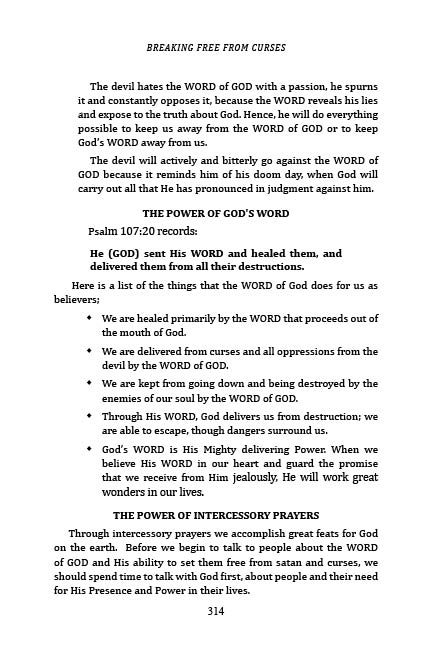 BREAKING FREE FROM CURSES
The devil hates the WORD of GOD with a passion, he spurns
it and constantly opposes it, because the WORD reveals his lies
and expose to the truth about God. Hence, he will do everything
possible to keep us away from the WORD of GOD or to keep
God's WORD away from us.
The devil will actively and bitterly go against the WORD of
GOD because it reminds him of his doom day, when God will
carry out all that He has pronounced in judgment against him.
THE POWER OF GOD'S WORD
Psalm 107:20 records:
He (GOD) sent His WORD and healed them, and
delivered them from all their destructions.
Here is a list of the things that the WORD of God does for us as
believers;
✦ We are healed primarily by the WORD that proceeds out of
the mouth of God.
✦ We are delivered from curses and all oppressions from the
devil by the WORD of GOD.
✦ We are kept from going down and being destroyed by the
enemies of our soul by the WORD of GOD.
✦ Through His WORD, God delivers us from destruction; we
are able to escape, though dangers surround us.
✦ God's WORD is His Mighty delivering Power. When we
believe His WORD in our heart and guard the promise
that we receive from Him jealously, He will work great
wonders in our lives.
THE POWER OF INTERCESSORY PRAYERS
Through intercessory prayers we accomplish great feats for God
on the earth. Before we begin to talk to people about the WORD
of GOD and His ability to set them free from satan and curses, we
should spend time to talk with God first, about people and their need
for His Presence and Power in their lives.
314